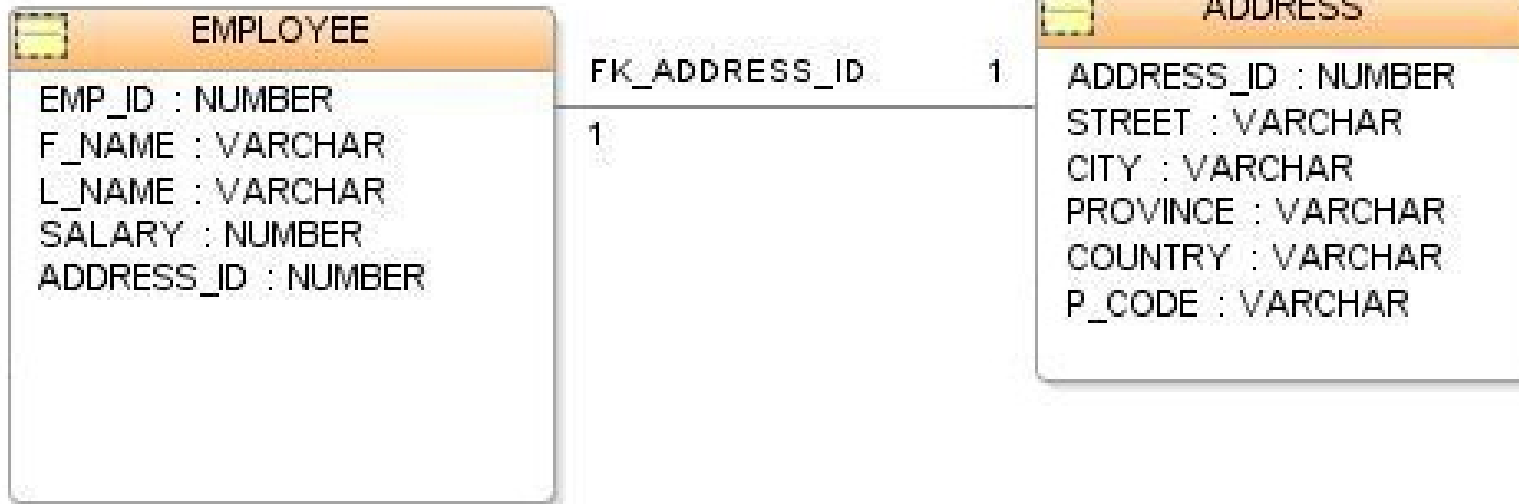 EMPLOYEE
EMP_ID : NUMBER
F_NAME : VARCHAR
L_NAME : VARCHAR
SALARY : NUMBER
ADDRESS_ID : NUMBER
FK_ADDRESS_ID 1
1
ADDRESS
ADDRESS_ID : NUMBER
STREET : VARCHAR
CITY : VARCHAR
PROVINCE : VARCHAR
COUNTRY : VARCHAR
P_CODE : VARCHAR